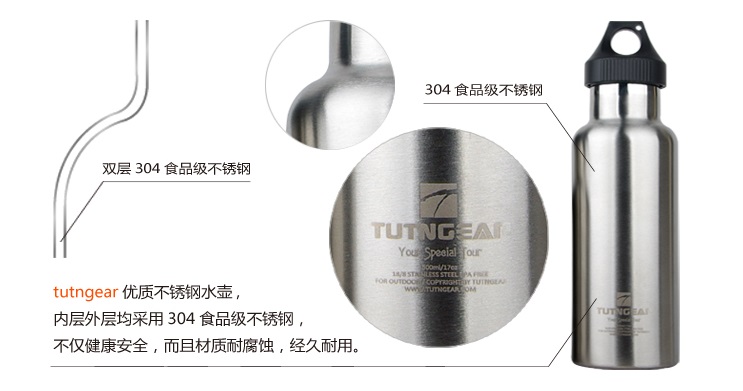 304 食品级不锈钢
双层 304 食品级不锈钢
TUTNGEAR
Your Special Tour
500ml/17oz
18/8 STAINLESS STEEL BPA FREE
FOR OUTDOOR / COPYRIGHT BY TUTNGEAR
WWW.TUTNGEAR.COM
TUTNGEAR
tutngear 优质不锈钢水壶，
内层外层均采用 304 食品级不锈钢，
不仅健康安全，而且材质耐腐蚀，经久耐用。